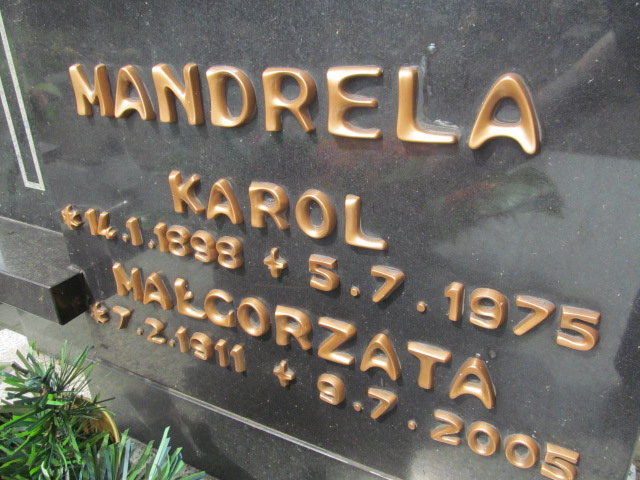 MANDRELA
KAROL
* 14.1.1898 + 5.7.1975
MAŁGORZATA
* 7.2.1911 + 9.7.2005